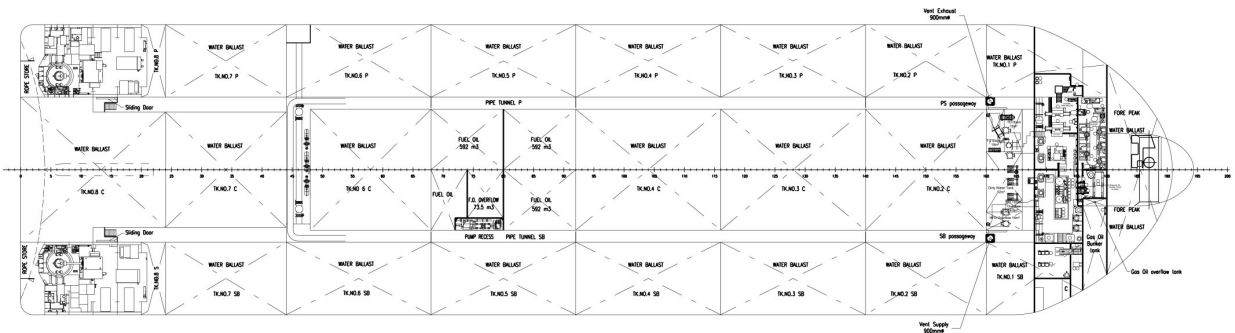 Vent Exhaust
900mmø
WATER BALLAST
TK.NO.7 P
WATER BALLAST
TK.NO.6 P
WATER BALLAST
TK.NO.5 P
WATER BALLAST
TK.NO.4 P
WATER BALLAST
TK.NO.3 P
WATER BALLAST
TK.NO.2 P
WATER BALLAST
TK.NO.1 P
ROPE STORE
TK.NO.8 P
Sliding Door
PIPE TUNNEL P
PS passageway
WATER BALLAST
TK.NO.8 C
WATER BALLAST
TK.NO.7 C
WATER BALLAST
TK.NO 6 C
FUEL OIL
592 m3
FUEL OIL
592 m3
FUEL OIL
F.O. OVERFLOW
73.5 m3
FUEL OIL
592 m3
WATER BALLAST
TK.NO.4 C
WATER BALLAST
TK.NO.3 C
WATER BALLAST
TK.NO.2 C
FORE PEAK
WATER BALLAST
FORE PEAK
WATER BALLAST
Sliding Door
PUMP RECESS
PIPE TUNNEL SB
SB passageway
ROPE STORE
TK.NO.8 S
WATER BALLAST
TK.NO.7 SB
WATER BALLAST
TK.NO.6 SB
WATER BALLAST
TK.NO.5 SB
WATER BALLAST
TK.NO.4 SB
WATER BALLAST
TK.NO.3 SB
WATER BALLAST
TK.NO.2 SB
WATER BALLAST
TK.NO.1 SB
Gas Oil
Bunker
tank
Gas Oil overflow tank
C
Vent Supply
900mmø